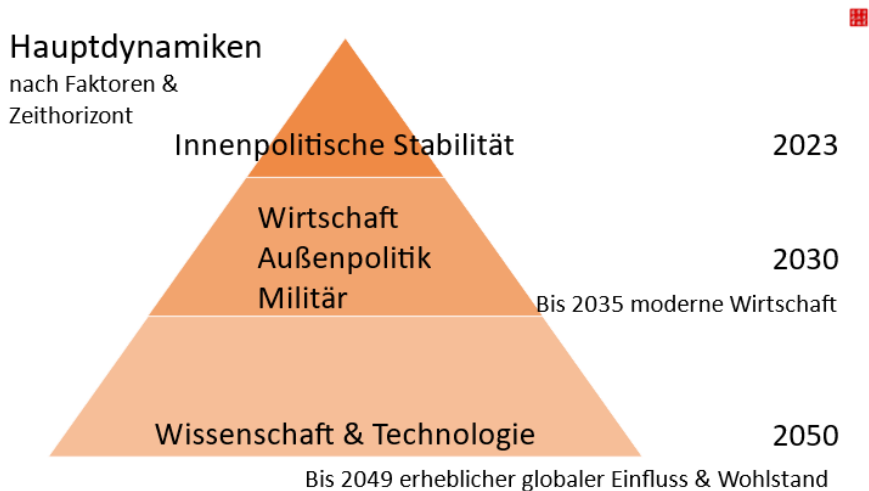 Hauptdynamiken
nach Faktoren &
Zeithorizont
Innenpolitische Stabilität
2023
Wirtschaft
Außenpolitik
2030
Militär
Bis 2035 moderne Wirtschaft
Wissenschaft & Technologie
2050
Bis 2049 erheblicher globaler Einfluss & Wohlstand